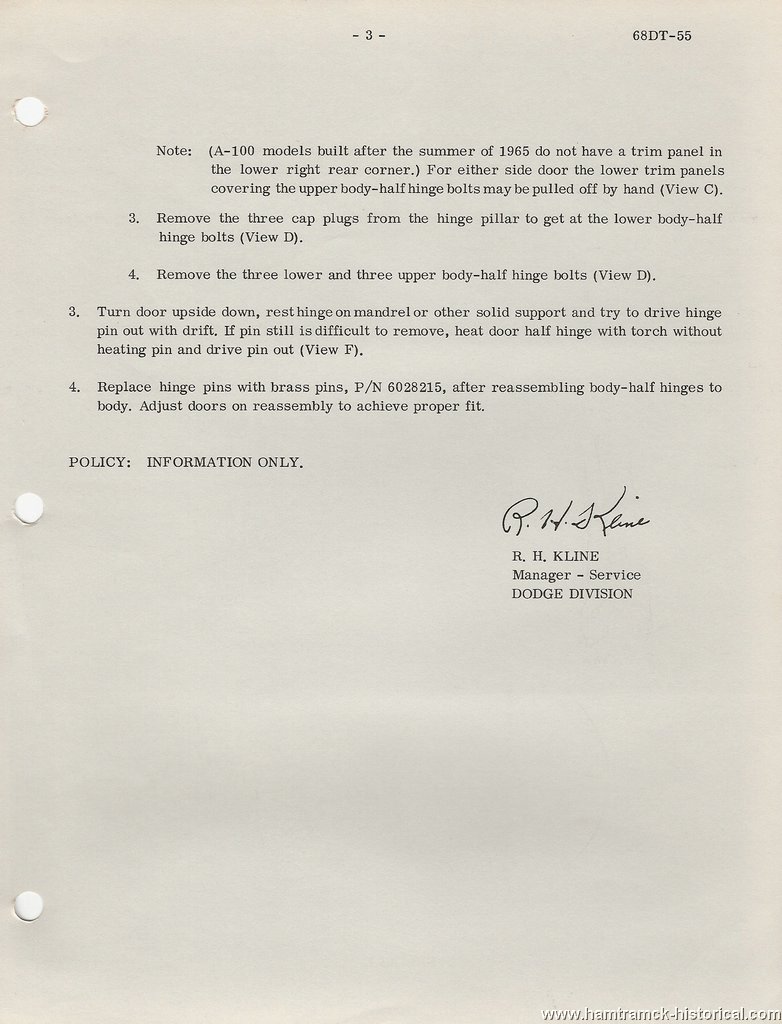 - 3 - 68DT-55
Note: (A-100 models built after the summer of 1965 do not have a trim panel in
the lower right rear corner.) For either side door the lower trim panels
covering the upper body-half hinge bolts may be pulled off by hand (View C).
3. Remove the three cap plugs from the hinge pillar to get at the lower body-half
hinge bolts (View D).
4. Remove the three lower and three upper body-half hinge bolts (View D).
3. Turn door upside down, rest hinge on mandrel or other solid support and try to drive hinge
pin out with drift. If pin still is difficult to remove, heat door half hinge with torch without
heating pin and drive pin out (View F).
4. Replace hinge pins with brass pins, P/N 6028215, after reassembling body-half hinges to
body. Adjust doors on reassembly to achieve proper fit.
POLICY: INFORMATION ONLY.
R. H. Kline
R. H. KLINE
Manager - Service
DODGE DIVISION
www.hamtramck-historical.com